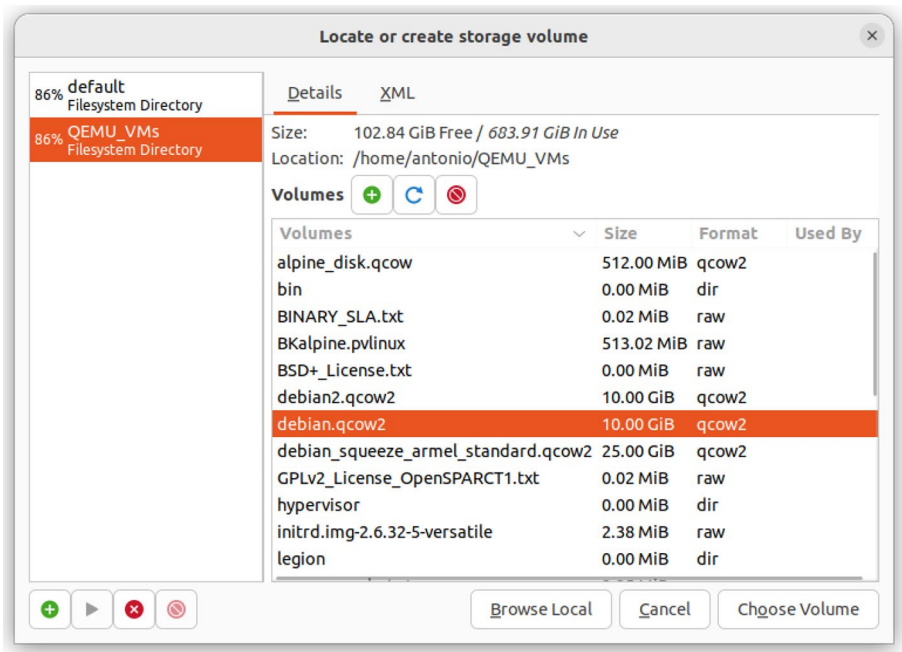 Locate or create storage volume
86% default
Filesystem Directory
86% QEMU_VMs
Filesystem Directory
Details XML
Size: 102.84 GiB Free / 683.91 GiB In Use
Location: /home/antonio/QEMU_VMs
Volumes
Volumes Size Format Used By
alpine_disk.qcow 512.00 MiB qcow2
bin 0.00 MiB dir
BINARY_SLA.txt 0.02 MiB raw
BKalpine.pvlinux 513.02 MiB raw
BSD+_License.txt 0.00 MiB raw
debian2.qcow2 10.00 GiB qcow2
debian.qcow2 10.00 GiB qcow2
debian_squeeze_armel_standard.qcow2 25.00 GiB qcow2
GPLv2_License_OpenSPARCT1.txt 0.02 MiB raw
hypervisor 0.00 MiB dir
initrd.img-2.6.32-5-versatile 2.38 MiB raw
legion 0.00 MiB dir
Browse Local Cancel Choose Volume